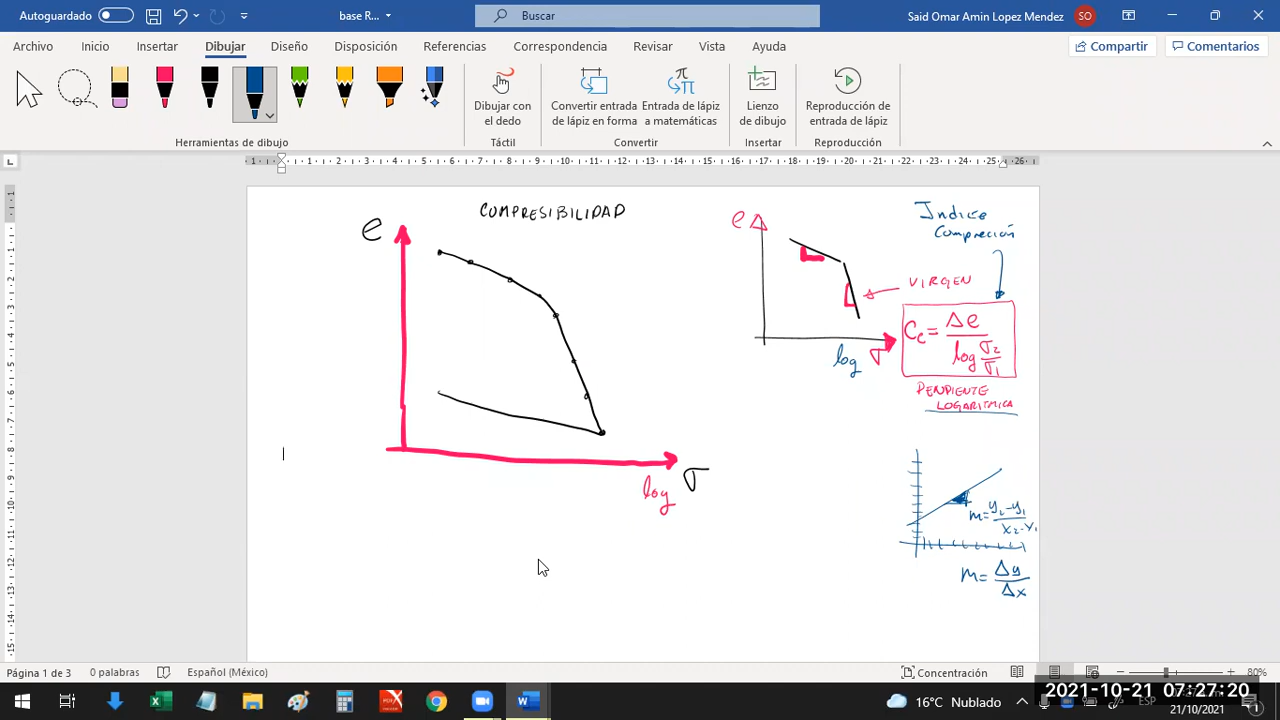 Autoguardado
base R...
Buscar
Said Omar Amin Lopez Mendez
SO
Archivo
Inicio
Insertar
Dibujar
Diseño
Disposición
Referencias
Correspondencia
Revisar
Vista
Ayuda
Compartir
Comentarios
Dibujar con
el dedo
Convertir entrada
de lápiz en forma
Entrada de lápiz
a matemáticas
Lienzo
de dibujo
Reproducción de
entrada de lápiz
Herramientas de dibujo
Táctil
Convertir
Insertar
Reproducción
COMPRESIBILIDAD
e
log σ
e
log σ
VIRGEN
Indice
Compreción
Cc = Δe / log σ2/σ1
PENDIENTE
LOGARITMICA
m = y2-y1 / x2-x1
m = Δy / Δx
Página 1 de 3
0 palabras
Español (México)
Concentración
80%
16°C Nublado
ESP
2021-10-21 07:27:20
21/10/2021